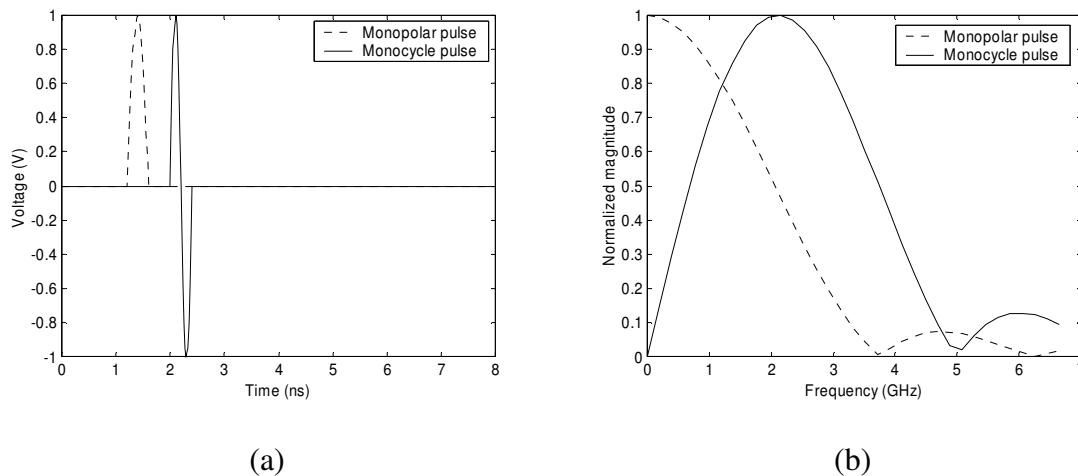 Monopolar pulse
Monocycle pulse
Voltage (V)
1
0.8
0.6
0.4
0.2
0
-0.2
-0.4
-0.6
-0.8
-1
0 1 2 3 4 5 6 7 8
Time (ns)
(a)
Monopolar pulse
Monocycle pulse
Normalized magnitude
1
0.9
0.8
0.7
0.6
0.5
0.4
0.3
0.2
0.1
0
0 1 2 3 4 5 6
Frequency (GHz)
(b)